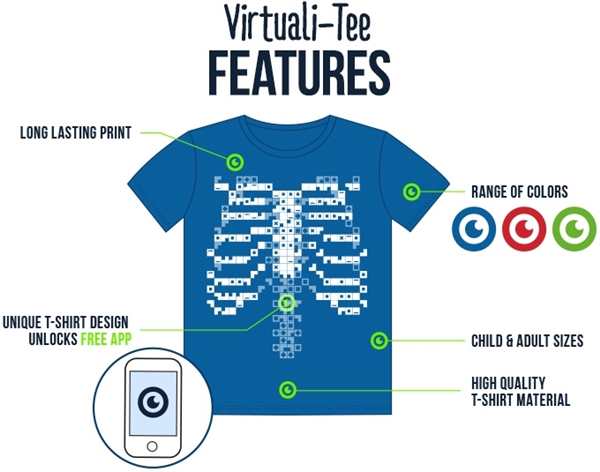 Virtuali-Tee
FEATURES
LONG LASTING PRINT
RANGE OF COLORS
UNIQUE T-SHIRT DESIGN
UNLOCKS FREE APP
CHILD & ADULT SIZES
HIGH QUALITY
T-SHIRT MATERIAL